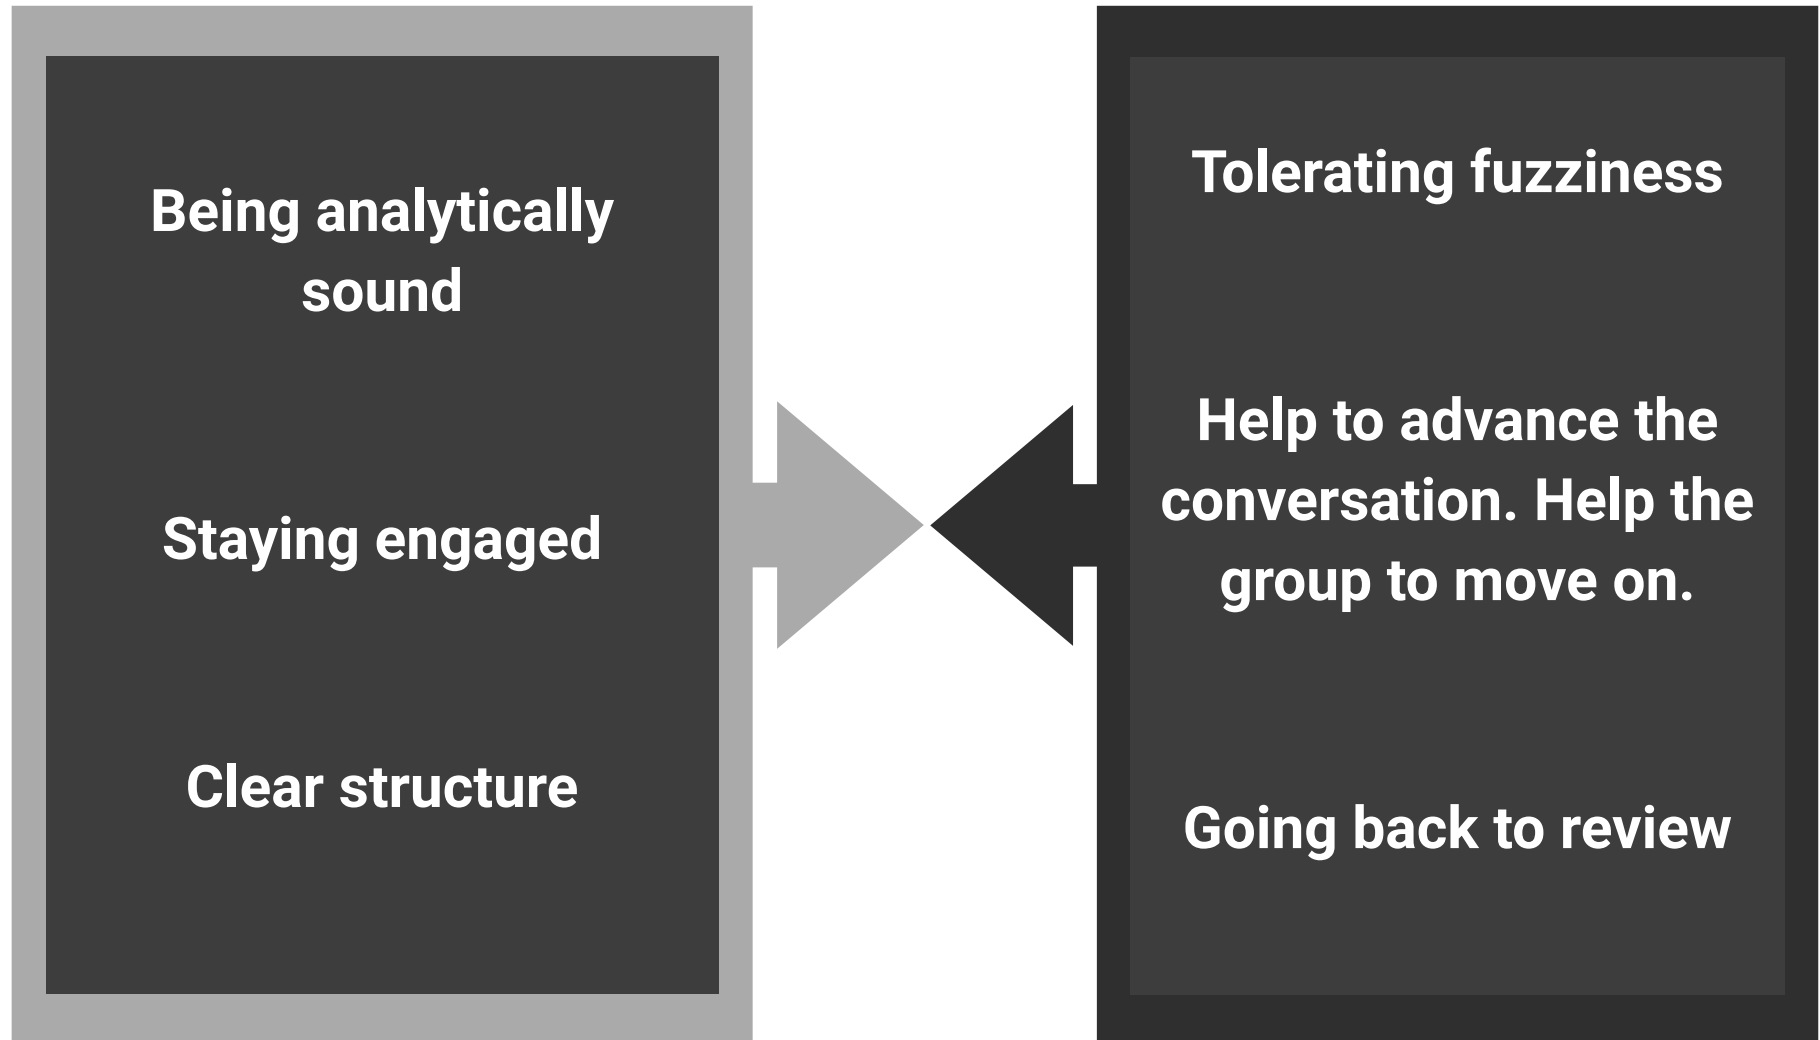 Being analytically
sound
Staying engaged
Clear structure
Tolerating fuzziness
Help to advance the
conversation. Help the
group to move on.
Going back to review